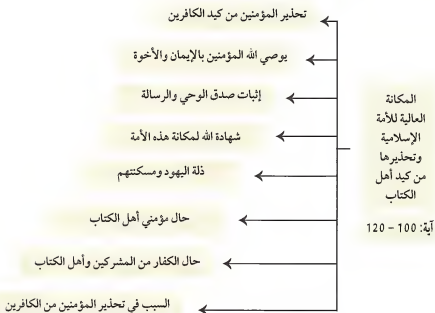 المكانة
العالية للأمة
الإسلامية
وتحذيرها
من كيد أهل
الكتاب
آية: 100 - 120
تحذير المؤمنين من كيد الكافرين
يوصي الله المؤمنين بالإيمان والأخوة
إثبات صدق الوحي والرسالة
شهادة الله لمكانة هذه الأمة
ذلة اليهود ومسكنتهم
حال مؤمني أهل الكتاب
حال الكفار من المشركين وأهل الكتاب
السبب في تحذير المؤمنين من الكافرين